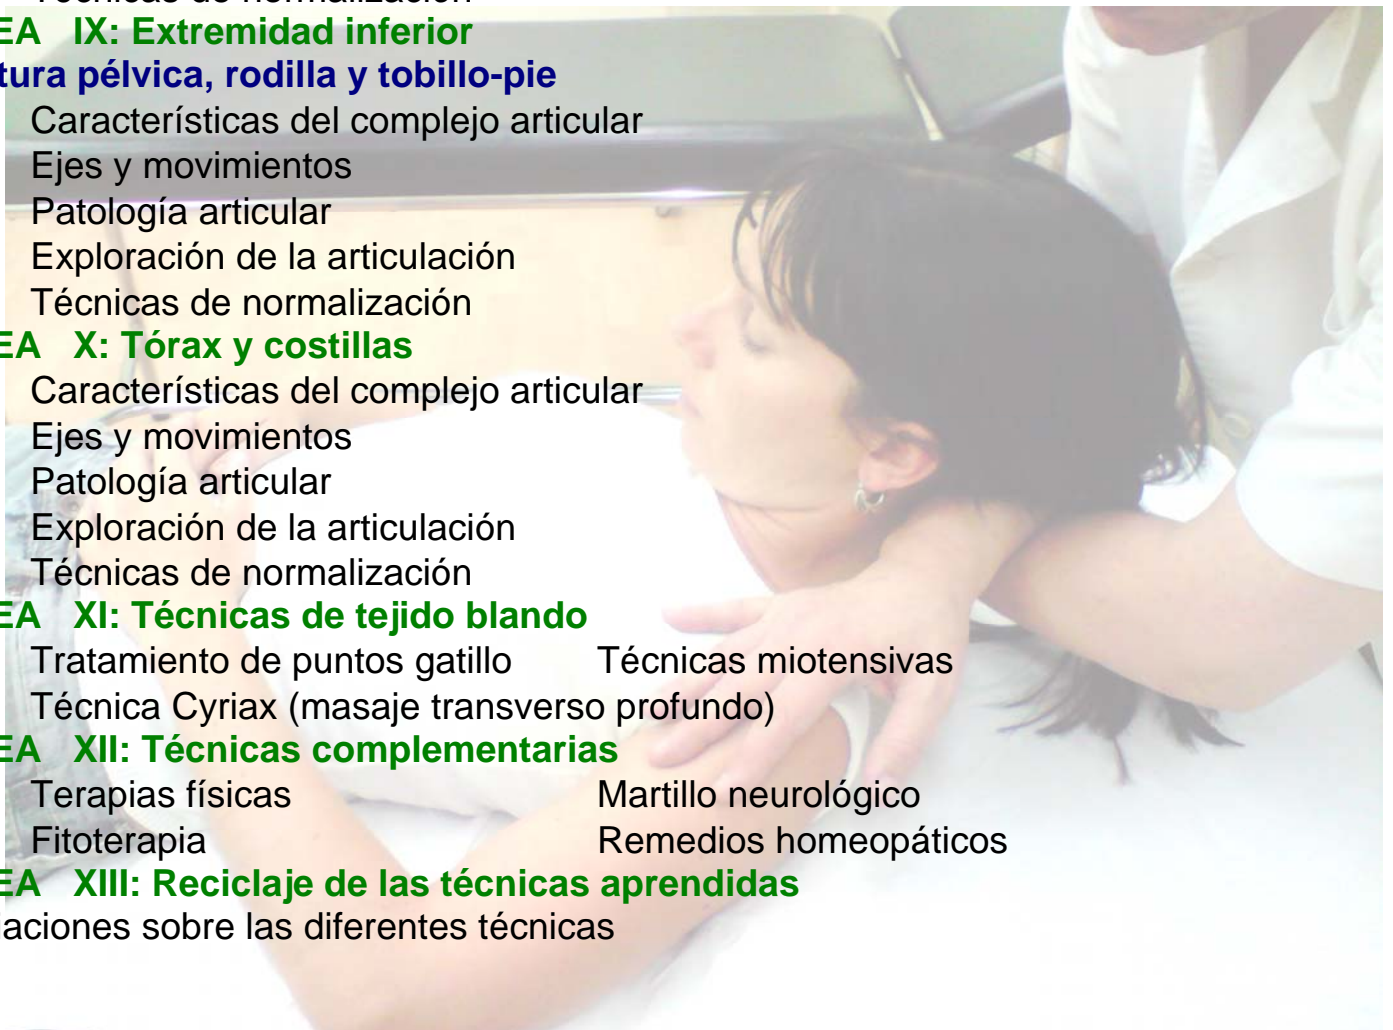 Técnicas de normalización
EA IX: Extremidad inferior
tura pélvica, rodilla y tobillo-pie
Características del complejo articular
Ejes y movimientos
Patología articular
Exploración de la articulación
Técnicas de normalización
EA X: Tórax y costillas
Características del complejo articular
Ejes y movimientos
Patología articular
Exploración de la articulación
Técnicas de normalización
EA XI: Técnicas de tejido blando
Tratamiento de puntos gatillo Técnicas miotensivas
Técnica Cyriax (masaje transverso profundo)
EA XII: Técnicas complementarias
Terapias físicas Martillo neurológico
Fitoterapia Remedios homeopáticos
EA XIII: Reciclaje de las técnicas aprendidas
iaciones sobre las diferentes técnicas